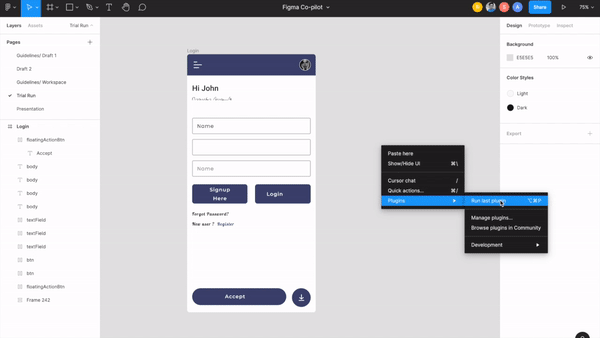 Figma Co-pilot
Share
75%
Layers
Assets
Trial Run
Pages
Guidelines/ Draft 1
Draft 2
Guidelines/ Workspace
Trial Run
Presentation
Login
floatingActionBtn
Accept
body
body
body
body
textField
textField
textField
btn
btn
floatingActionBtn
Frame 242
Login
Hi John
Name
Name
Signup
Here
Login
Forgot Password?
New user ? Register
Accept
Paste here
Show/Hide UI ⌘\
Cursor chat /
Quick actions... ⌘/
Plugins
Run last plugin ⌥⌘P
Manage plugins...
Browse plugins in Community
Development
Design
Prototype
Inspect
Background
E5E5E5
100%
Color Styles
Light
Dark
Export